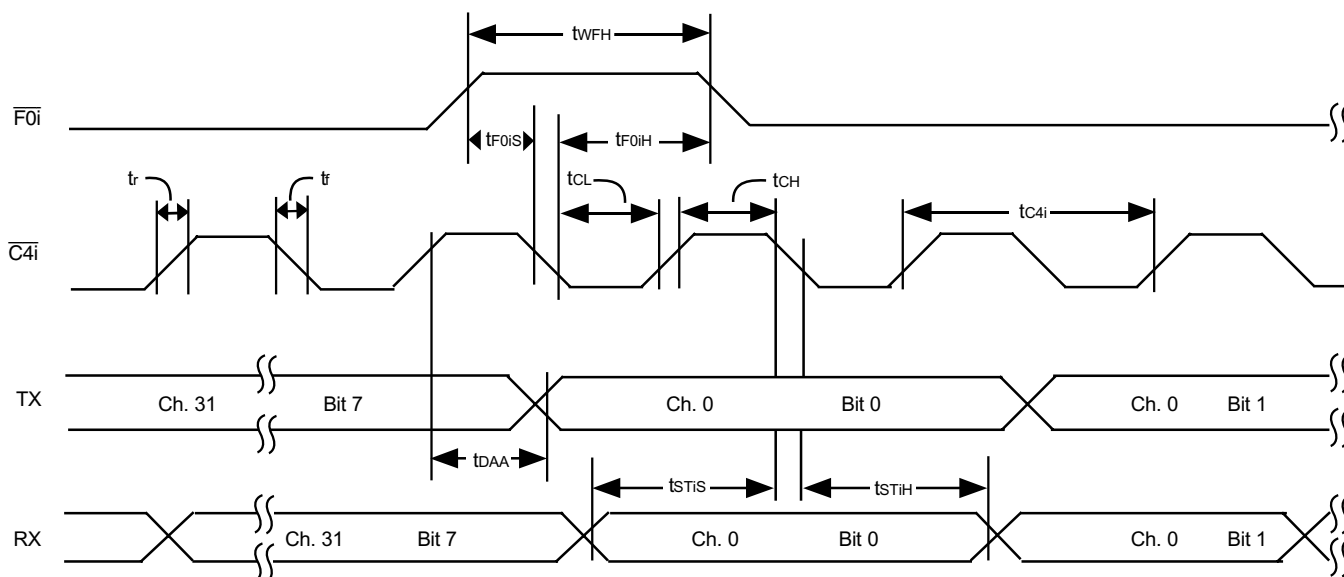 tWFH
F0i
tF0iS
tF0iH
tr
tf
tCL
tCH
tC4i
C4i
TX
Ch. 31 Bit 7 Ch. 0 Bit 0 Ch. 0 Bit 1
tDAA
tSTiS
tSTiH
RX
Ch. 31 Bit 7 Ch. 0 Bit 0 Ch. 0 Bit 1